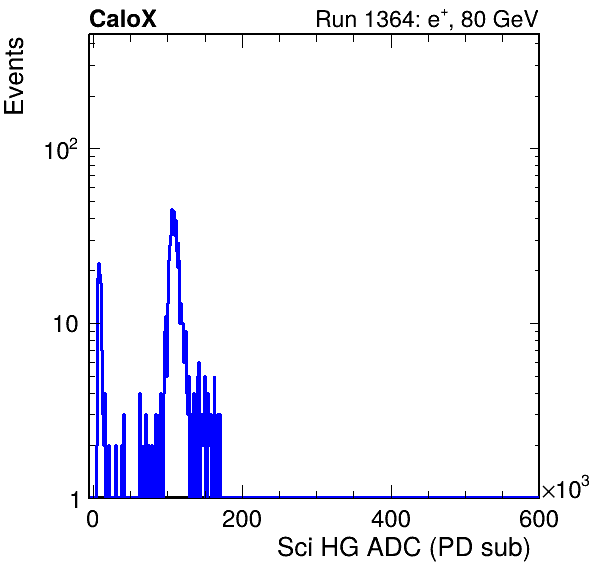 CaloX Run 1364: e⁺, 80 GeV
Events
10²
10
1
0 200 400 600
×10³
Sci HG ADC (PD sub)